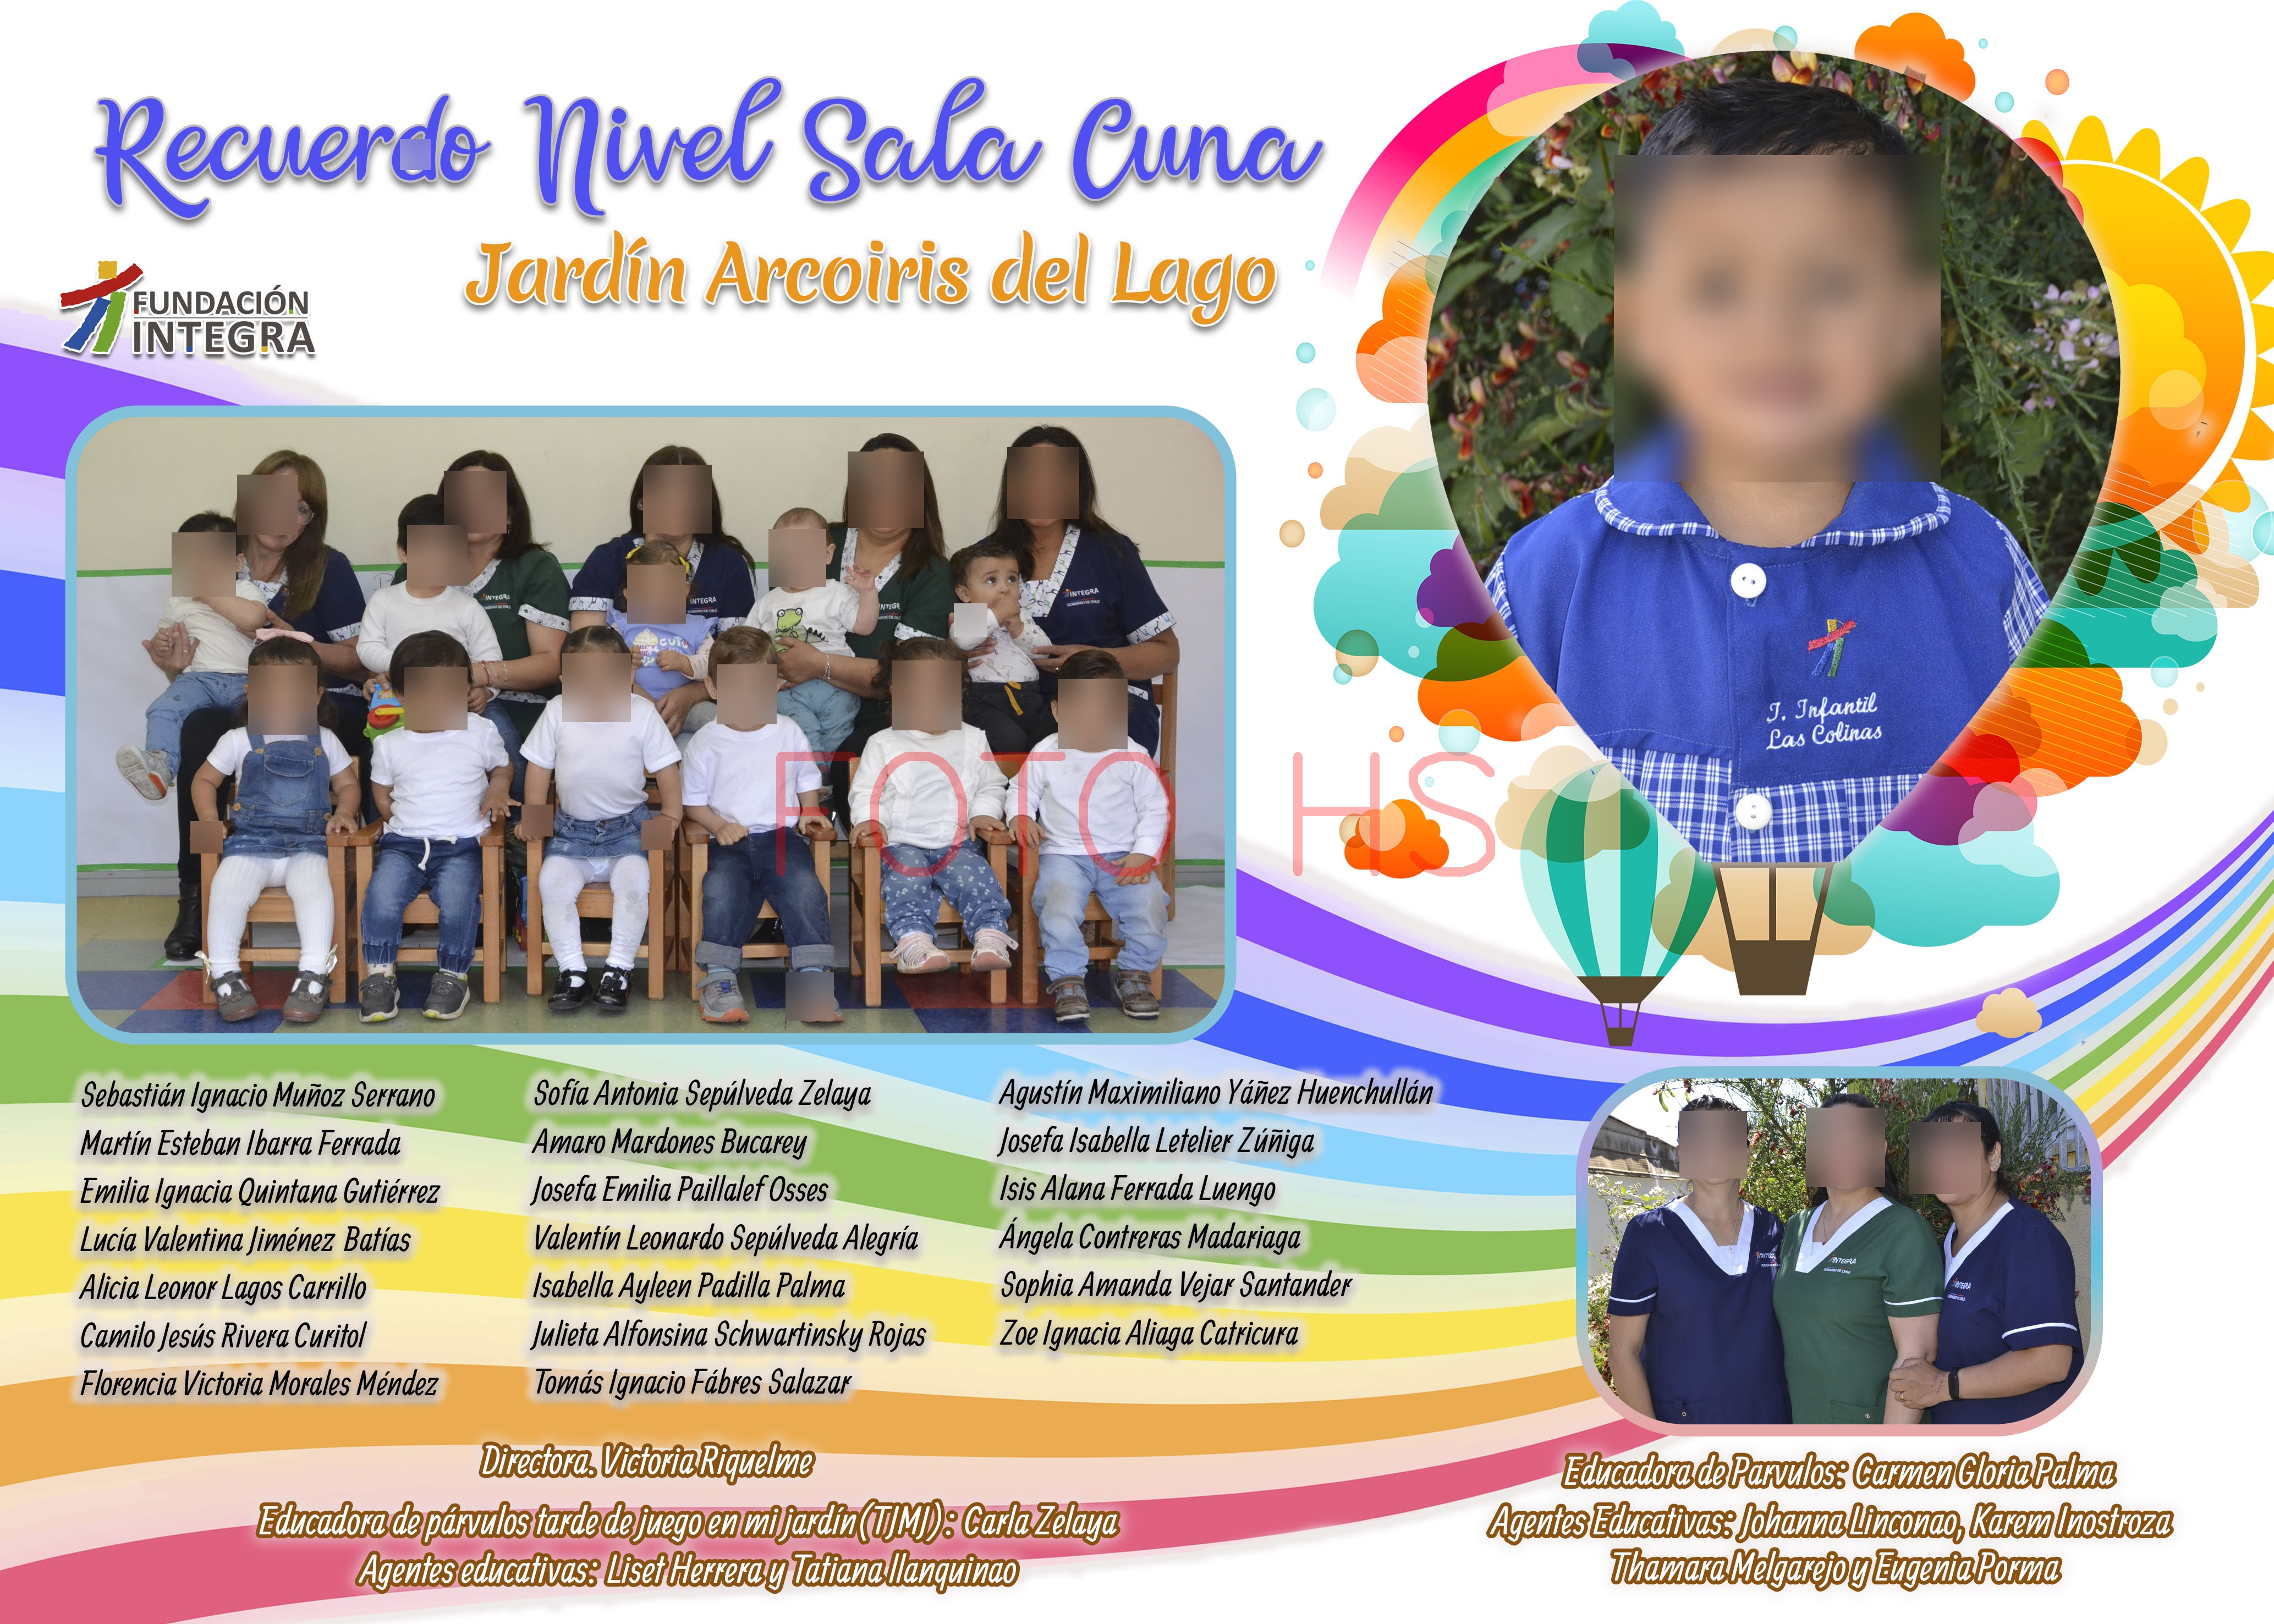 Recuerdo Nivel Sala Cuna
Jardín Arcoiris del Lago
FUNDACIÓN
INTEGRA
INTEGRA
INTEGRA
INTEGRA
INTEGRA
CUTE
J. Infantil
Las Colinas
FOTO HS
Sebastián Ignacio Muñoz Serrano
Martín Esteban Ibarra Ferrada
Emilia Ignacia Quintana Gutiérrez
Lucía Valentina Jiménez Batías
Alicia Leonor Lagos Carrillo
Camilo Jesús Rivera Curitol
Florencia Victoria Morales Méndez
Sofía Antonia Sepúlveda Zelaya
Amaro Mardones Bucarey
Josefa Emilia Paillalef Osses
Valentín Leonardo Sepúlveda Alegría
Isabella Ayleen Padilla Palma
Julieta Alfonsina Schwartinsky Rojas
Tomás Ignacio Fábres Salazar
Agustín Maximiliano Yáñez Huenchullán
Josefa Isabella Letelier Zúñiga
Isis Alana Ferrada Luengo
Ángela Contreras Madariaga
Sophia Amanda Vejar Santander
Zoe Ignacia Aliaga Catricura
INTEGRA
INTEGRA
INTEGRA
Directora. Victoria Riquelme
Educadora de párvulos tarde de juego en mi jardín(TJMJ): Carla Zelaya
Agentes educativas: Liset Herrera y Tatiana llanquinao
Educadora de Parvulos: Carmen Gloria Palma
Agentes Educativas: Johanna Linconao, Karem Inostroza
Thamara Melgarejo y Eugenia Porma